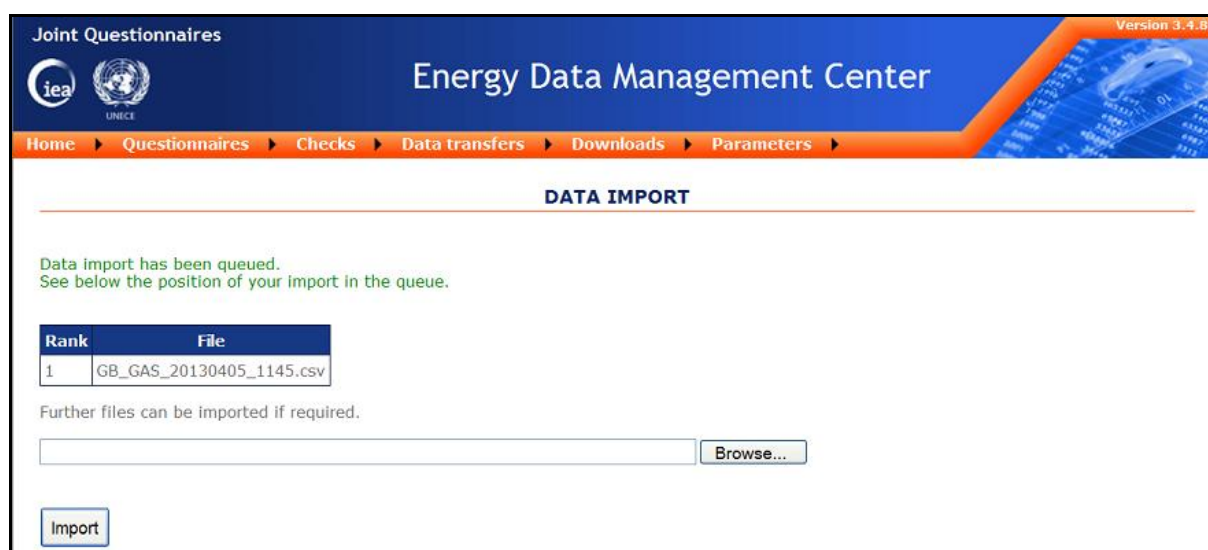 Joint Questionnaires
Version 3.4.8
iea
UNECE
Energy Data Management Center
Home Questionnaires Checks Data transfers Downloads Parameters
DATA IMPORT
Data import has been queued.
See below the position of your import in the queue.
Rank File
1 GB_GAS_20130405_1145.csv
Further files can be imported if required.
Browse...
Import